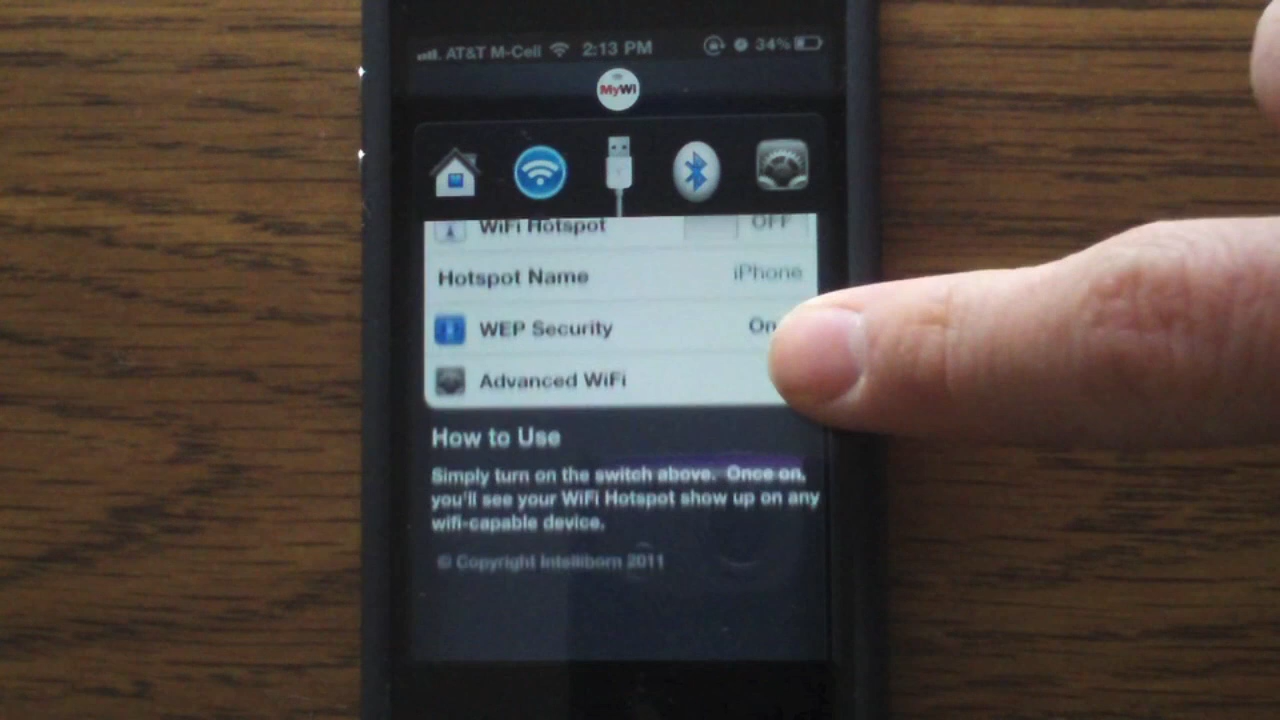 AT&T M-Cell 2:13 PM 34%
MyWi
WiFi Hotspot OFF
Hotspot Name iPhone
WEP Security On
Advanced WiFi
How to Use
Simply turn on the switch above. Once on,
you'll see your WiFi Hotspot show up on any
wifi-capable device.
© Copyright Intelliborn 2011